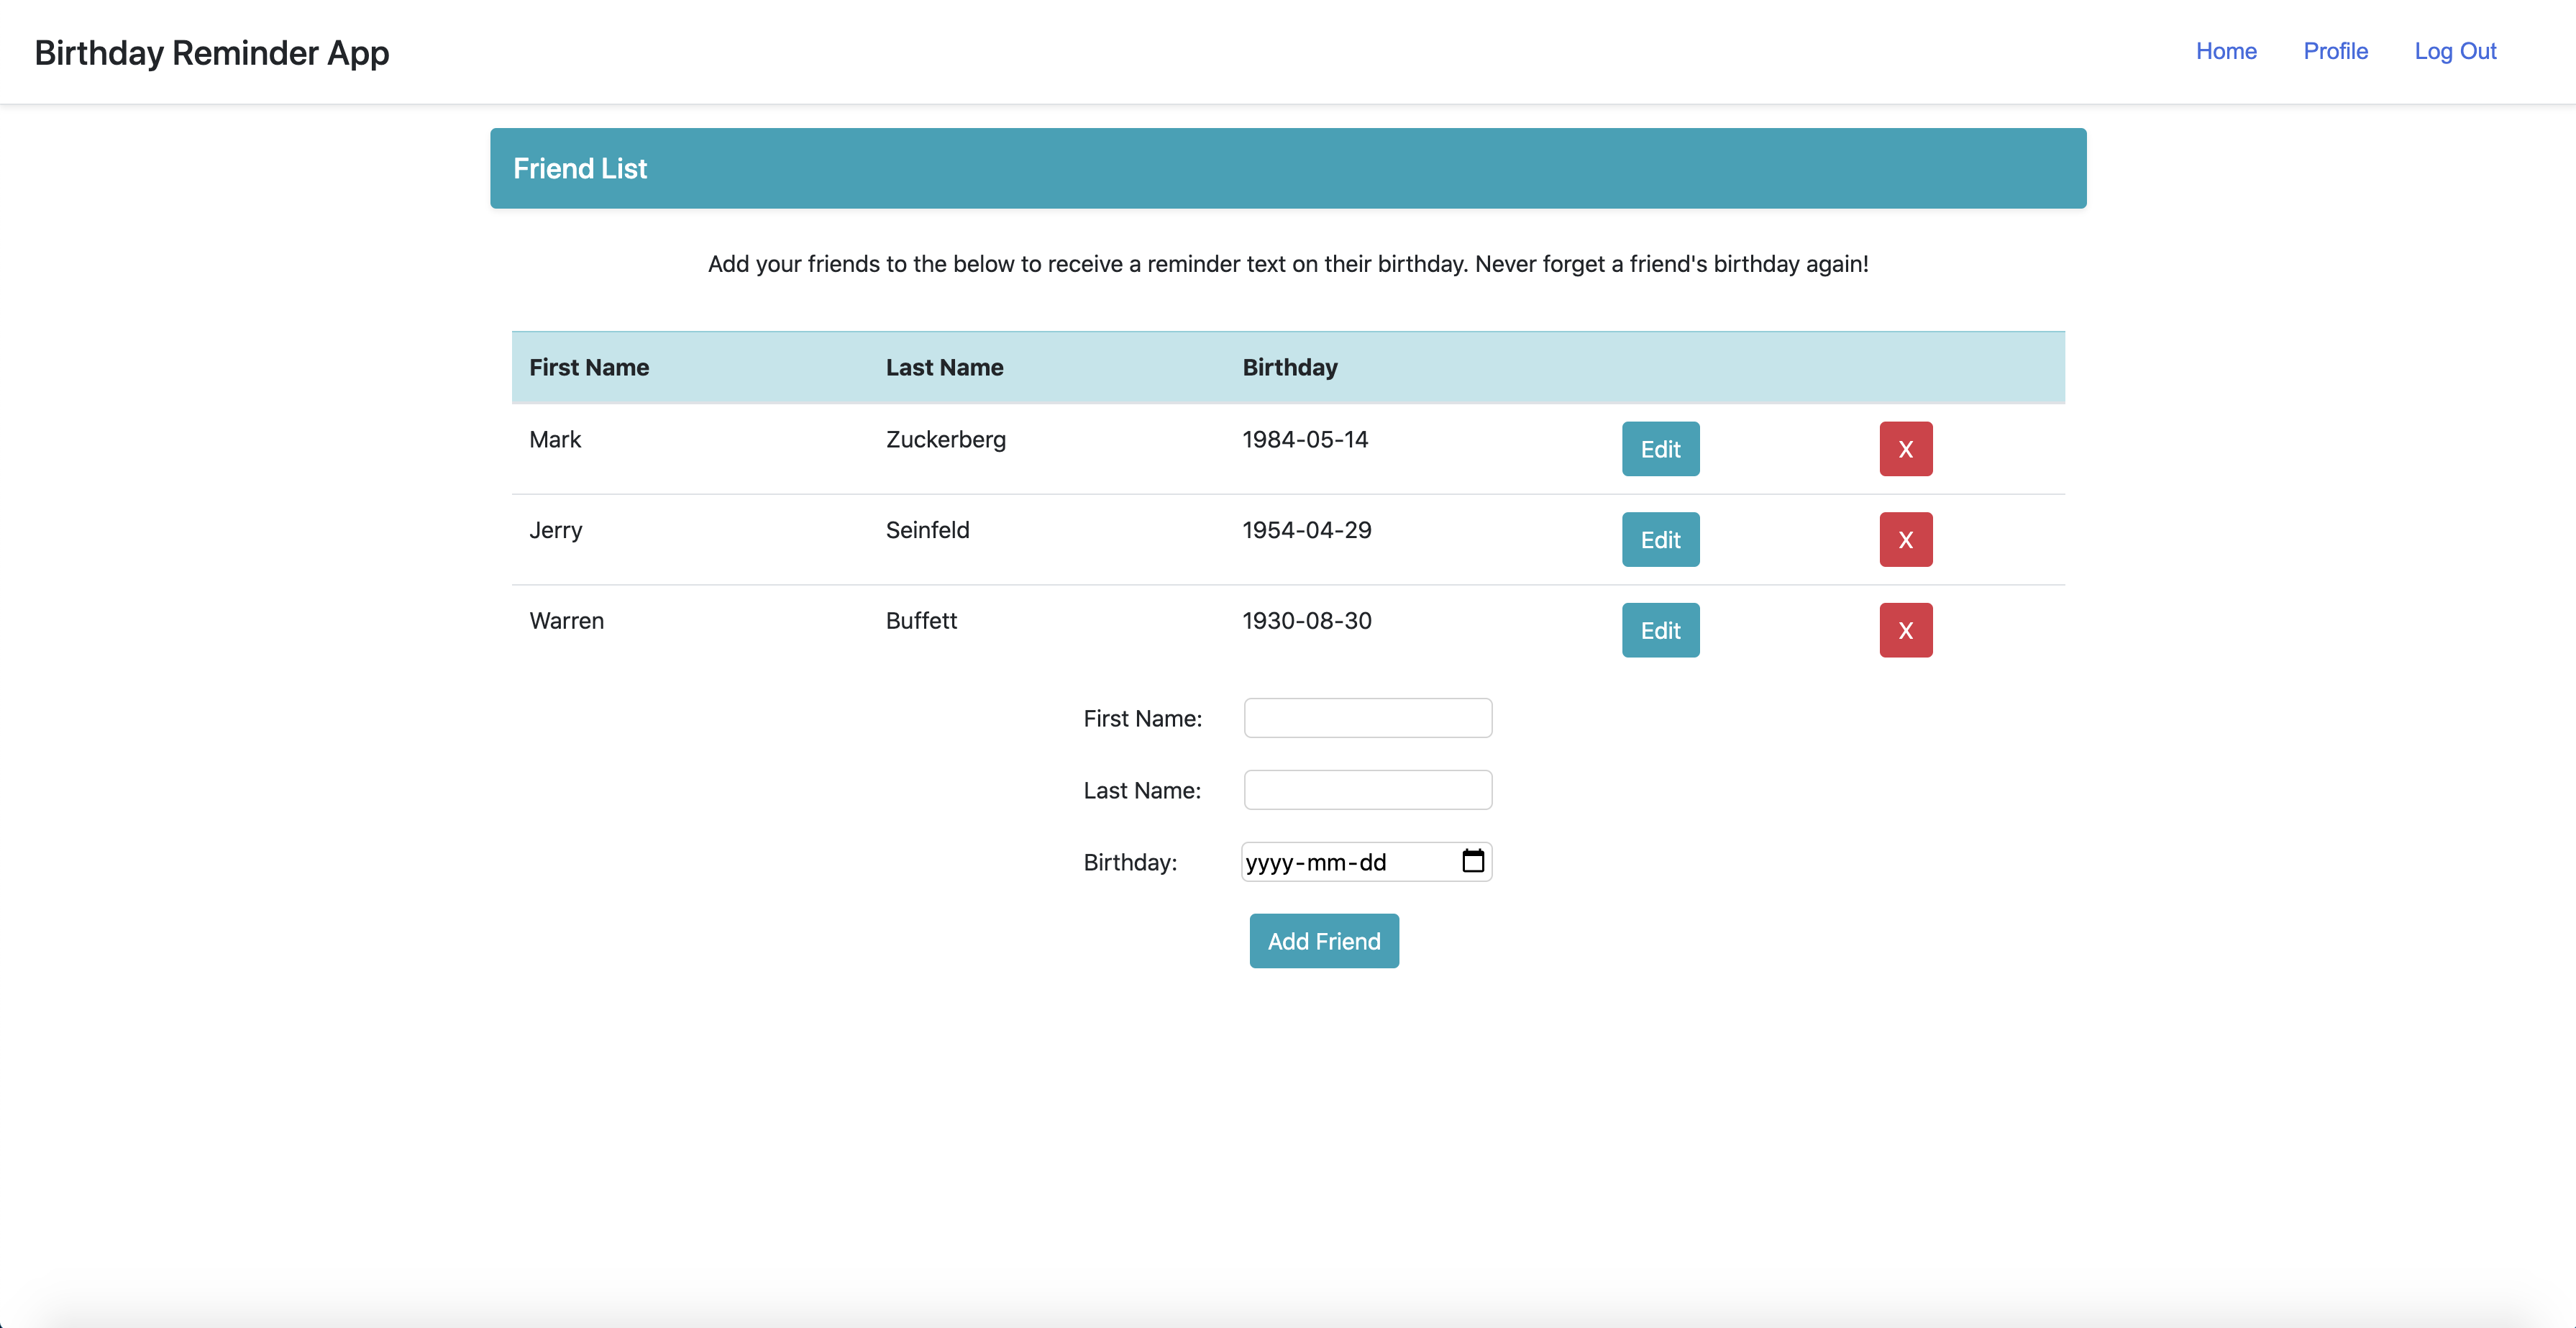 Birthday Reminder App Home Profile Log Out
Friend List
Add your friends to the below to receive a reminder text on their birthday. Never forget a friend's birthday again!
First Name Last Name Birthday
Mark Zuckerberg 1984-05-14 Edit X
Jerry Seinfeld 1954-04-29 Edit X
Warren Buffett 1930-08-30 Edit X
First Name:
Last Name:
Birthday: yyyy-mm-dd
Add Friend